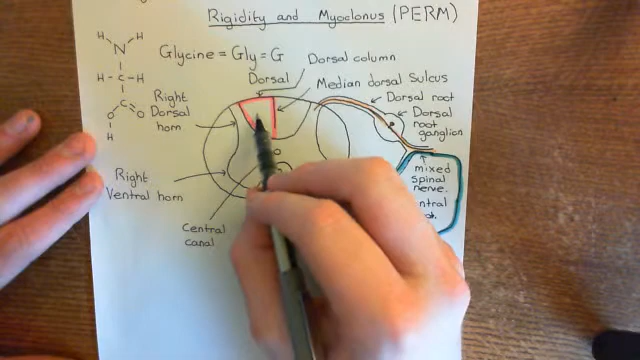 Rigidity and Myoclonus (PERM)
Glycine = Gly = G
H H
N
H - C - H
C = O
O
H
Dorsal column
Dorsal
Median dorsal Sulcus
Right
Dorsal
horn
Dorsal root
Dorsal
root
ganglion
Right
Ventral horn
mixed
spinal
nerve.
Central
canal